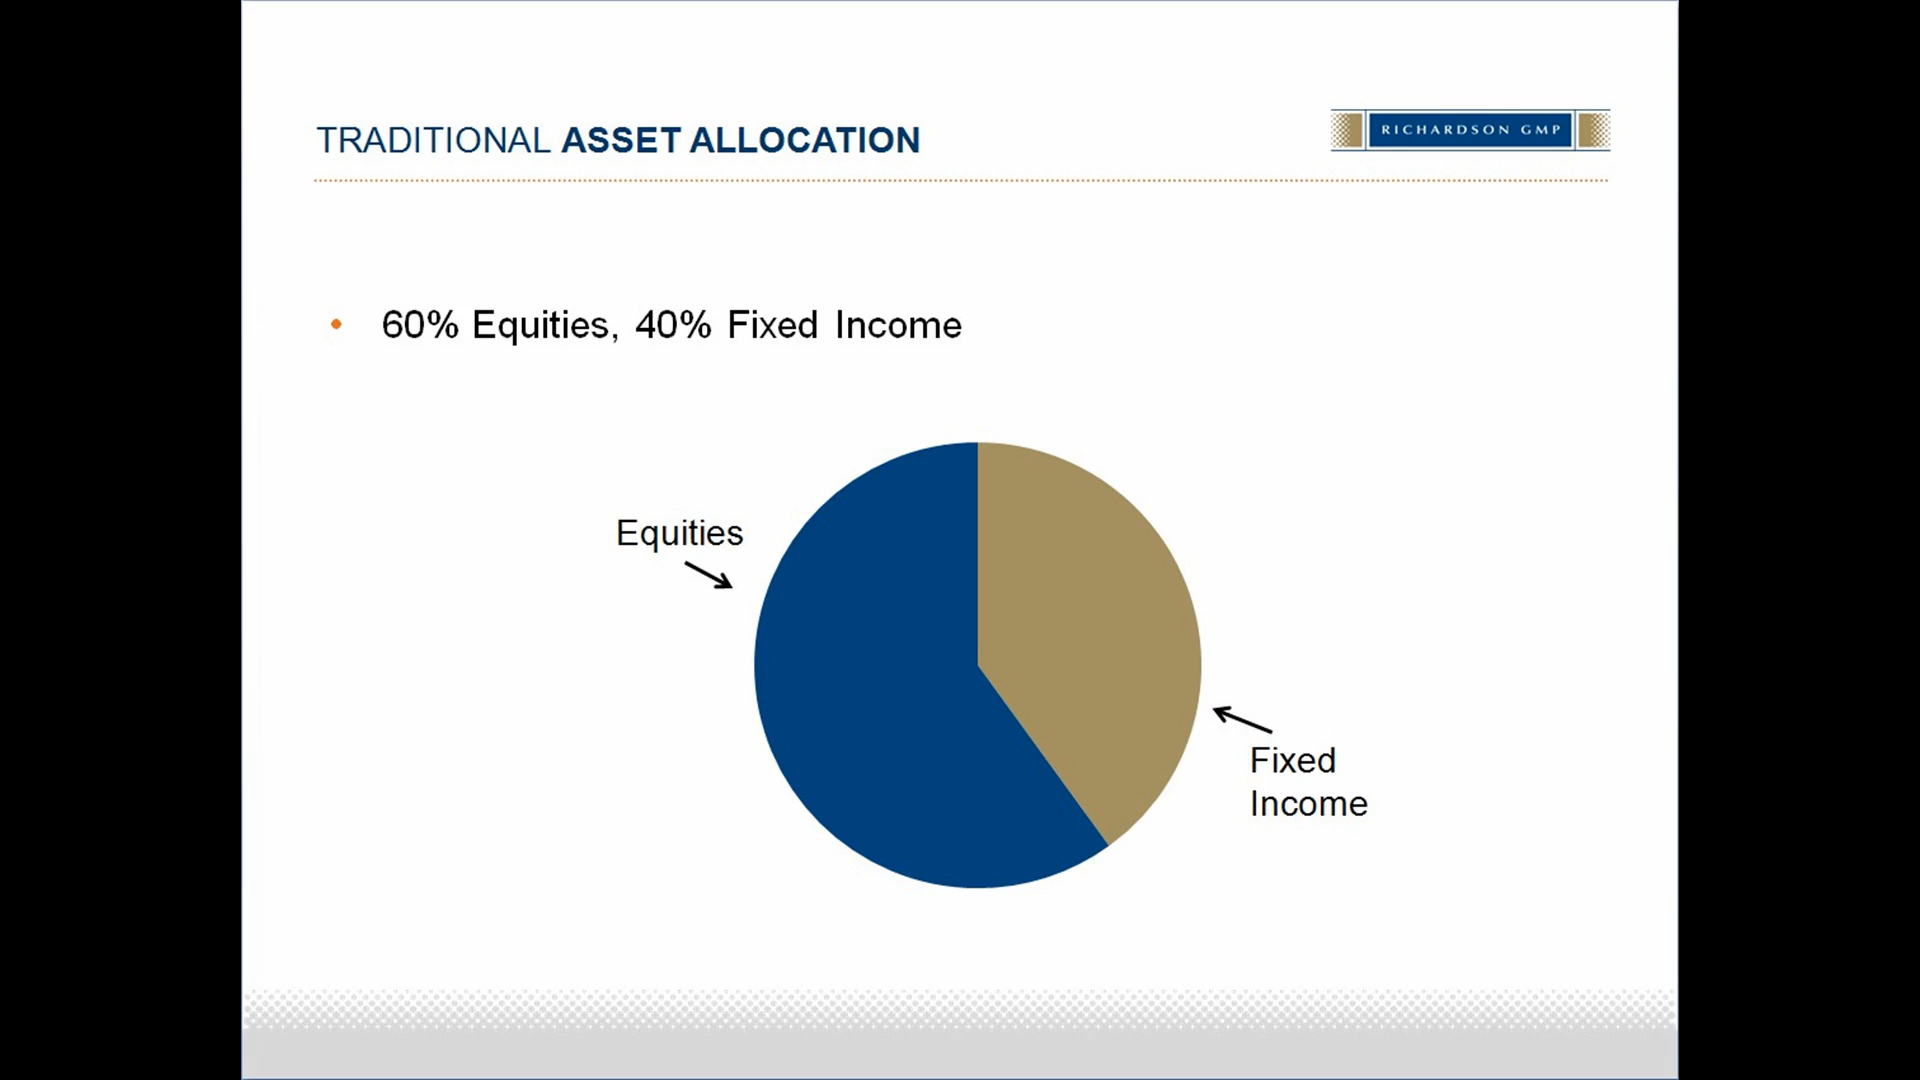 TRADITIONAL ASSET ALLOCATION
RICHARDSON GMP
• 60% Equities, 40% Fixed Income
Equities
Fixed
Income